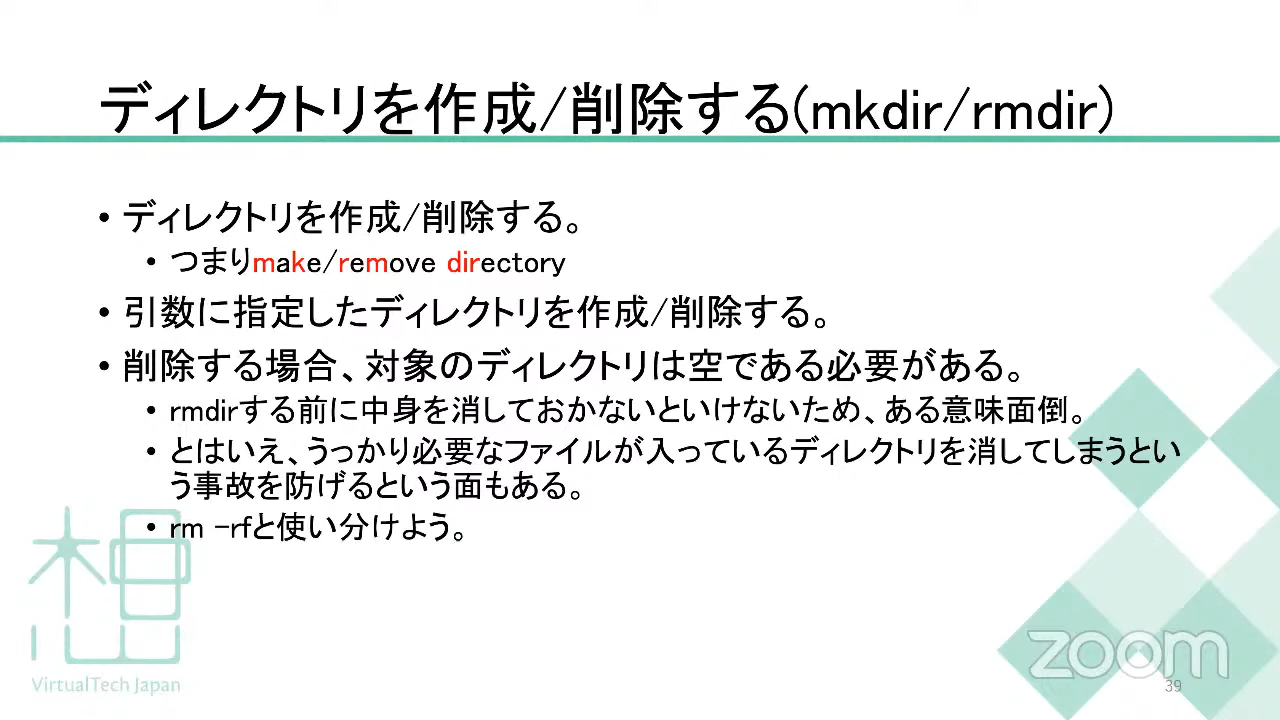 ディレクトリを作成/削除する(mkdir/rmdir)
• ディレクトリを作成/削除する。
• つまりmake/remove directory
• 引数に指定したディレクトリを作成/削除する。
• 削除する場合、対象のディレクトリは空である必要がある。
• rmdirする前に中身を消しておかないといけないため、ある意味面倒。
• とはいえ、うっかり必要なファイルが入っているディレクトリを消してしまうとい
う事故を防げるという面もある。
• rm -rfと使い分けよう。
想
VirtualTech Japan
zoom
39